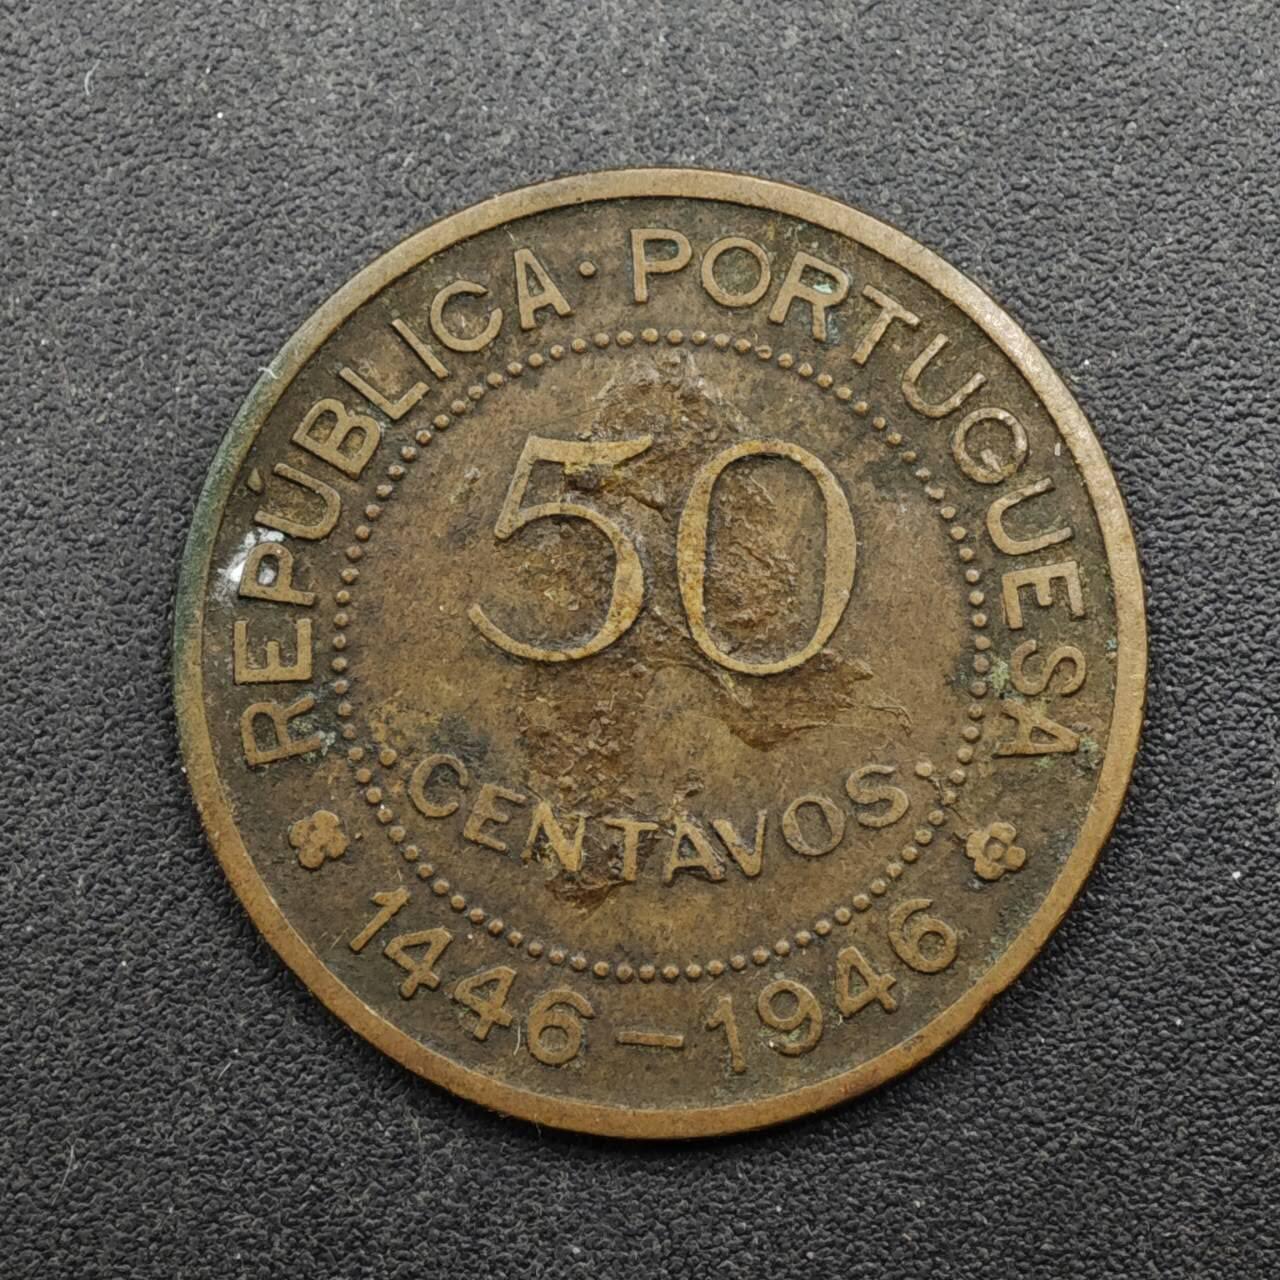 REPÚBLICA · PORTUGUESA
50
CENTAVOS
1446 – 1946